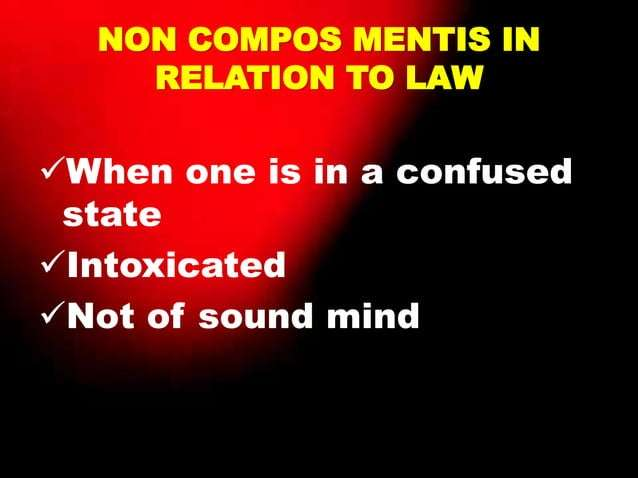 NON COMPOS MENTIS IN
RELATION TO LAW
✓When one is in a confused
state
✓Intoxicated
✓Not of sound mind